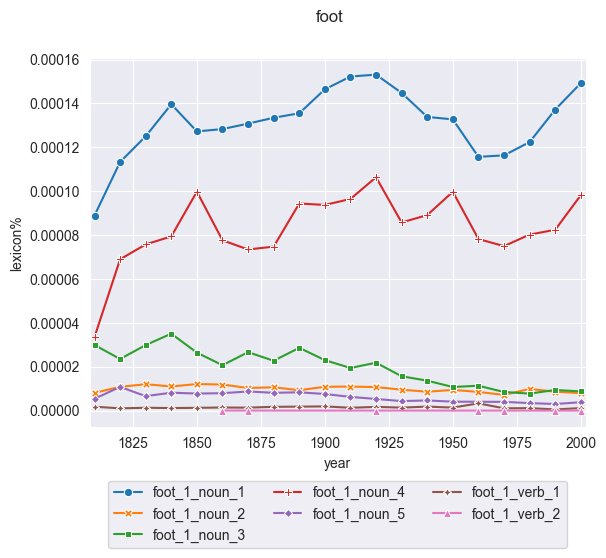 foot
0.00016
0.00014
0.00012
0.00010
0.00008
0.00006
0.00004
0.00002
0.00000
lexicon%
1825 1850 1875 1900 1925 1950 1975 2000
year
foot_1_noun_1 foot_1_noun_4 foot_1_verb_1
foot_1_noun_2 foot_1_noun_5 foot_1_verb_2
foot_1_noun_3